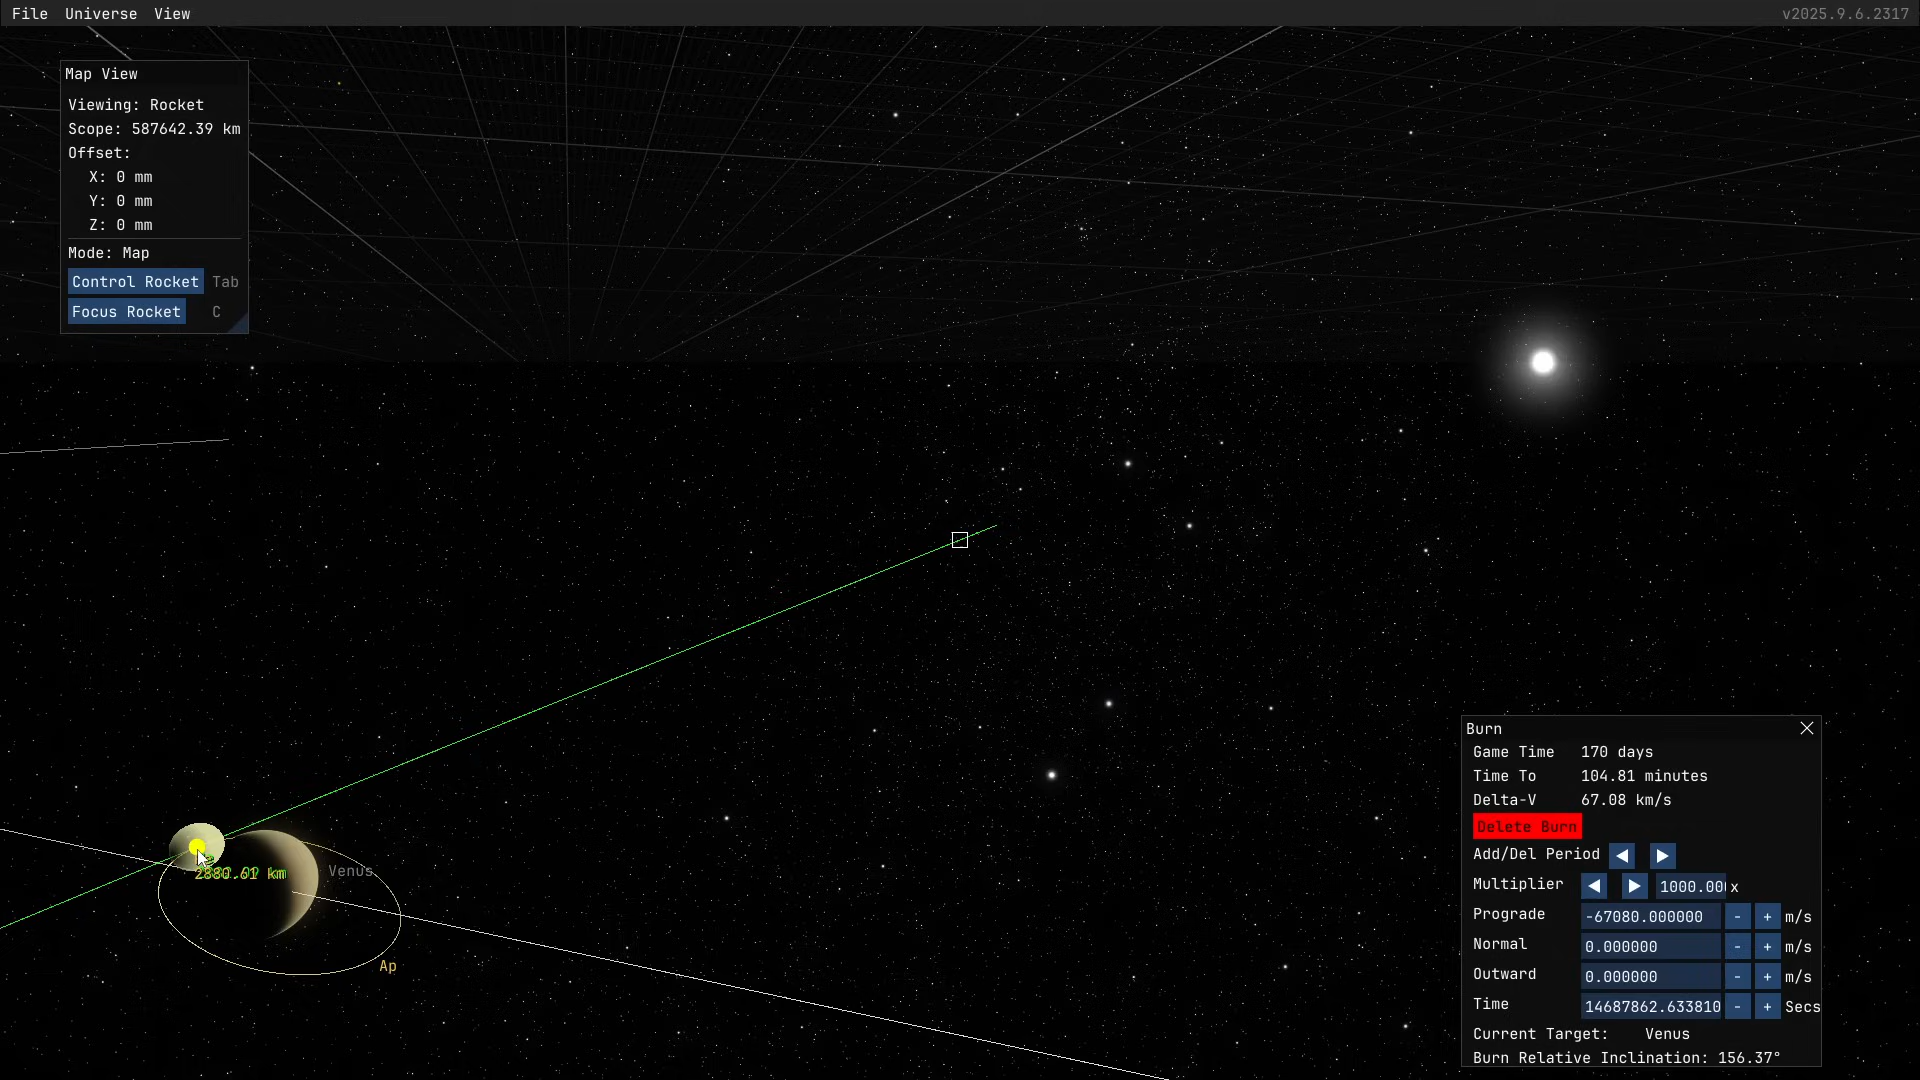 File Universe View
v2025.9.6.2317
Map View
Viewing: Rocket
Scope: 587642.39 km
Offset:
X: 0 mm
Y: 0 mm
Z: 0 mm
Mode: Map
Control Rocket Tab
Focus Rocket C
Venus
2880.61 km
Ap
Burn
Game Time 170 days
Time To 104.81 minutes
Delta-V 67.08 km/s
Delete Burn
Add/Del Period
Multiplier 1000.00 x
Prograde -67080.000000 - + m/s
Normal 0.000000 - + m/s
Outward 0.000000 - + m/s
Time 14687862.633810 - + Secs
Current Target: Venus
Burn Relative Inclination: 156.37°